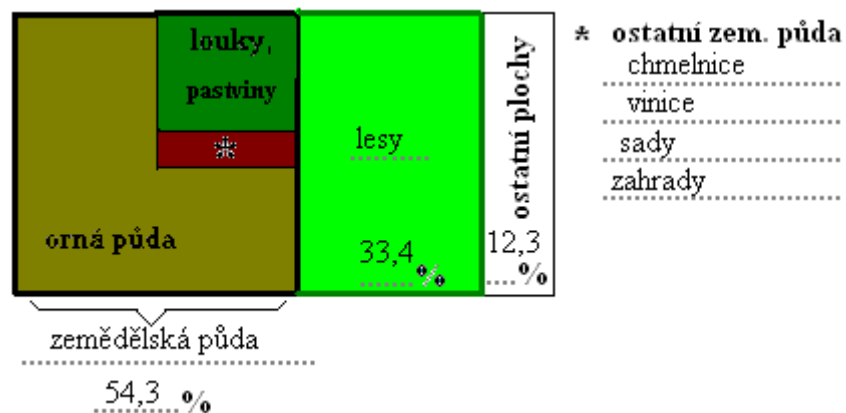 louky,
pastviny
*
orná půda
lesy
33,4 %
ostatní plochy
12,3 %
zemědělská půda
54,3 %
* ostatní zem. půda
chmelnice
vinice
sady
zahrady